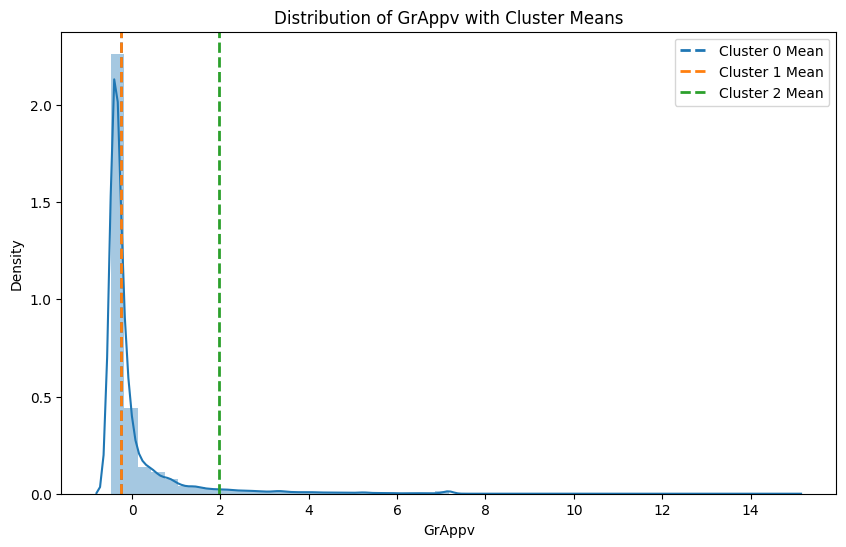 Distribution of GrAppv with Cluster Means
Cluster 0 Mean
Cluster 1 Mean
Cluster 2 Mean
Density
2.0
1.5
1.0
0.5
0.0
0 2 4 6 8 10 12 14
GrAppv